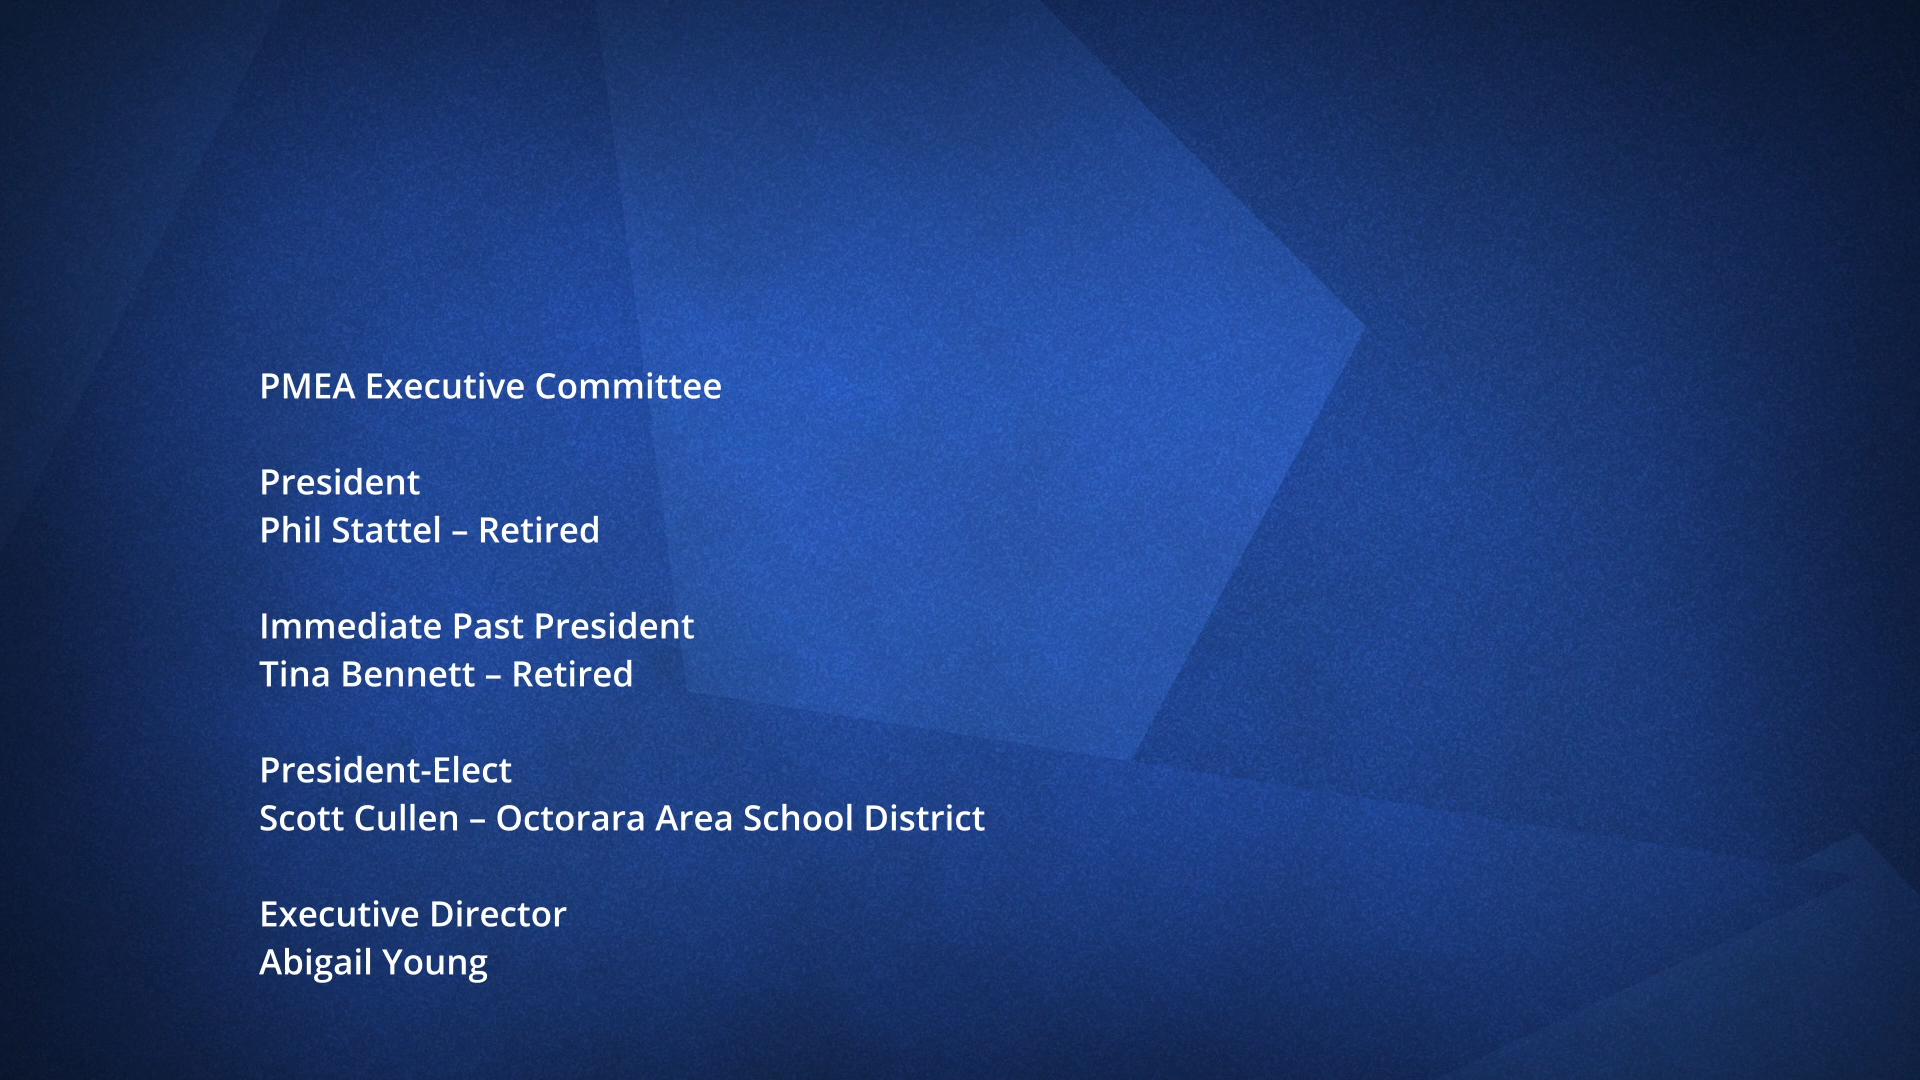 PMEA Executive Committee
President
Phil Stattel – Retired
Immediate Past President
Tina Bennett – Retired
President-Elect
Scott Cullen – Octorara Area School District
Executive Director
Abigail Young